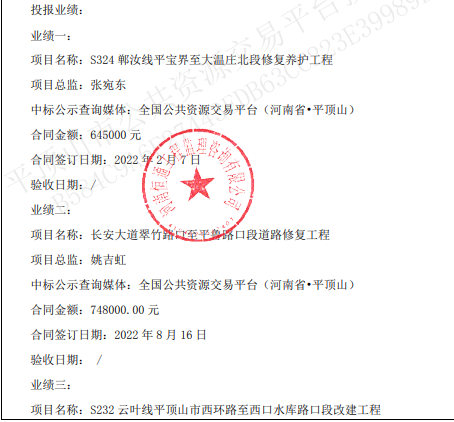 投报业绩：
业绩一：
项目名称：S324 郸汝线平宝界至大温庄北段修复养护工程
项目总监：张宛东
中标公示查询媒体：全国公共资源交易平台（河南省•平顶山）
合同金额：645000 元
合同签订日期：2022 年 2 月 7 日
验收日期：/
业绩二：
项目名称：长安大道翠竹路口至平鲁路口段道路修复工程
项目总监：姚吉虹
中标公示查询媒体：全国公共资源交易平台（河南省•平顶山）
合同金额：748000.00 元
合同签订日期：2022 年 8 月 16 日
验收日期： /
业绩三：
项目名称：S232 云叶线平顶山市西环路至西口水库路口段改建工程